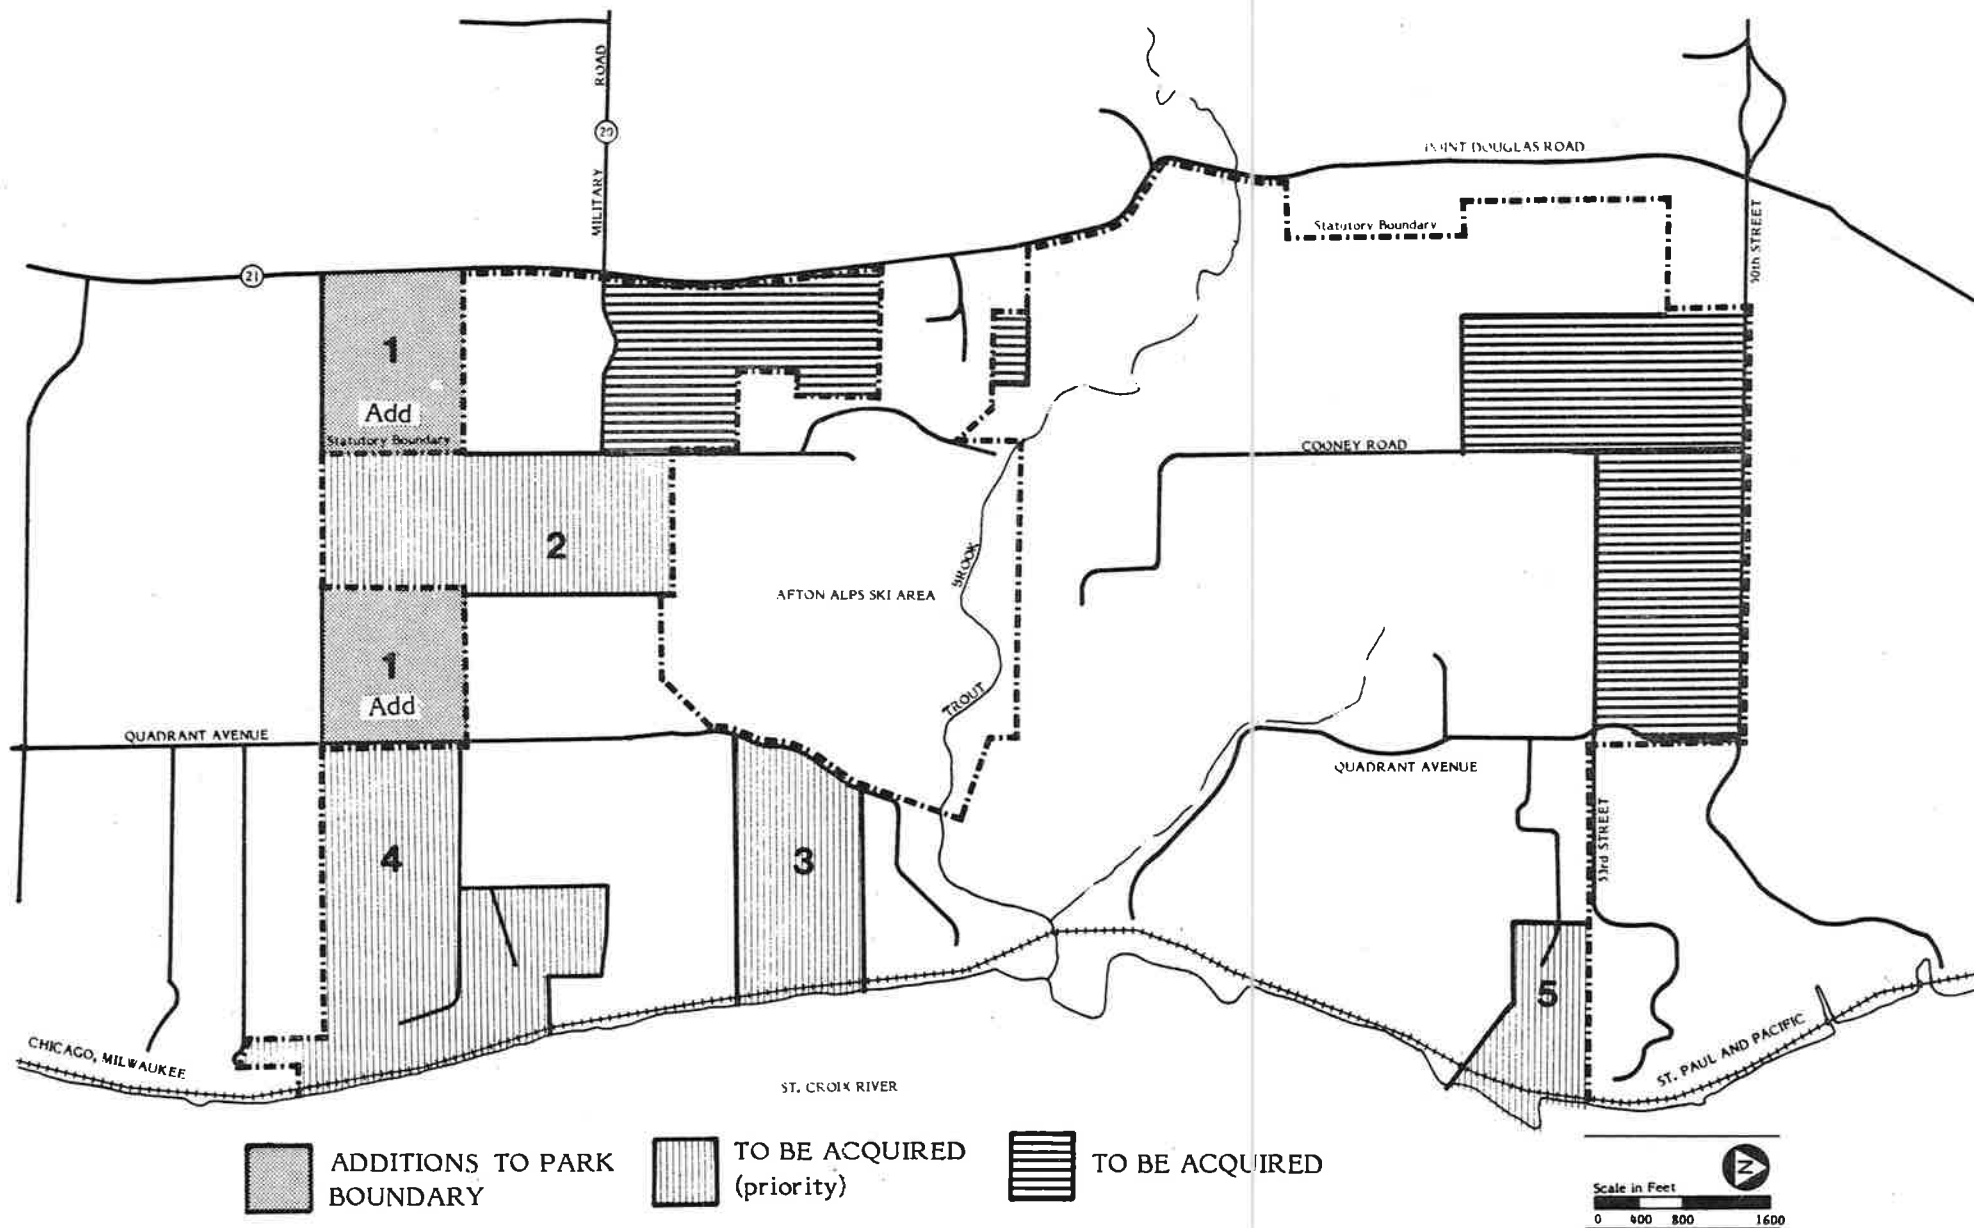 ROAD
20
MILITARY
POINT DOUGLAS ROAD
Statutory Boundary
21
1
Add
Statutory Boundary
COONEY ROAD
2
BROOK
AFTON ALPS SKI AREA
1
Add
TROUT
QUADRANT AVENUE
QUADRANT AVENUE
53rd STREET
4
3
5
CHICAGO, MILWAUKEE
ST. PAUL AND PACIFIC
ST. CROIX RIVER
ADDITIONS TO PARK
BOUNDARY
TO BE ACQUIRED
(priority)
TO BE ACQUIRED
N
Scale in Feet
0 400 800 1600
STREET